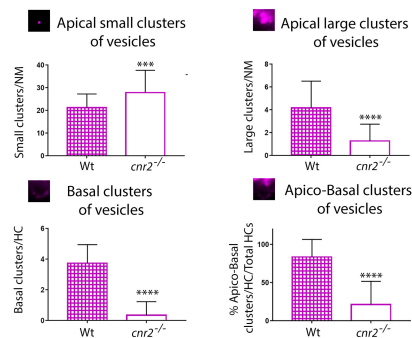 Apical small clusters
of vesicles
Small clusters/NM
40
30
20
10
0
***
Wt
cnr2⁻/⁻
Apical large clusters
of vesicles
Large clusters/NM
8
6
4
2
0
****
Wt
cnr2⁻/⁻
Basal clusters
of vesicles
Basal clusters/HC
6
4
2
0
****
Wt
cnr2⁻/⁻
Apico-Basal clusters
of vesicles
% Apico-Basal
clusters/HC/Total HCs
100
50
0
****
Wt
cnr2⁻/⁻